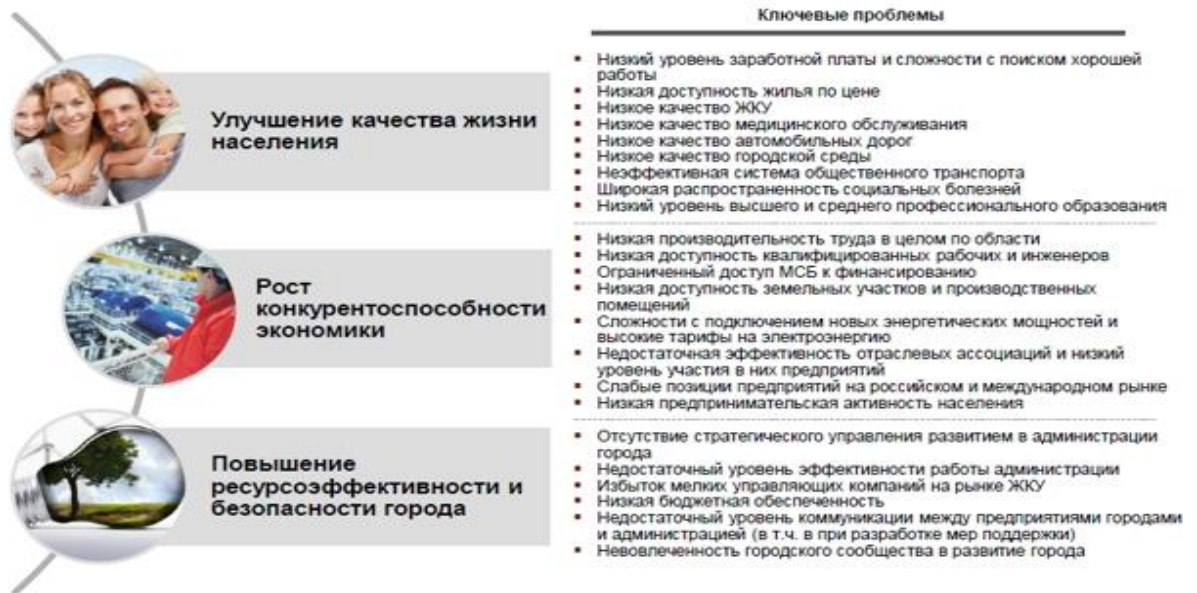 Ключевые проблемы
Улучшение качества жизни
населения
Низкий уровень заработной платы и сложности с поиском хорошей
работы
Низкая доступность жилья по цене
Низкое качество ЖКУ
Низкое качество медицинского обслуживания
Низкое качество автомобильных дорог
Низкое качество городской среды
Неэффективная система общественного транспорта
Широкая распространенность социальных болезней
Низкий уровень высшего и среднего профессионального образования
Рост
конкурентоспособности
экономики
Низкая производительность труда в целом по области
Низкая доступность квалифицированных рабочих и инженеров
Ограниченный доступ МСБ к финансированию
Низкая доступность земельных участков и производственных
помещений
Сложности с подключением новых энергетических мощностей и
высокие тарифы на электроэнергию
Недостаточная эффективность отраслевых ассоциаций и низкий
уровень участия в них предприятий
Слабые позиции предприятий на российском и международном рынке
Низкая предпринимательская активность населения
Повышение
ресурсоэффективности и
безопасности города
Отсутствие стратегического управления развитием в администрации
города
Недостаточный уровень эффективности работы администрации
Избыток мелких управляющих компаний на рынке ЖКУ
Низкая бюджетная обеспеченность
Недостаточный уровень коммуникации между предприятиями городами
и администрацией (в т.ч. в при разработке мер поддержки)
Невовлеченность городского сообщества в развитие города